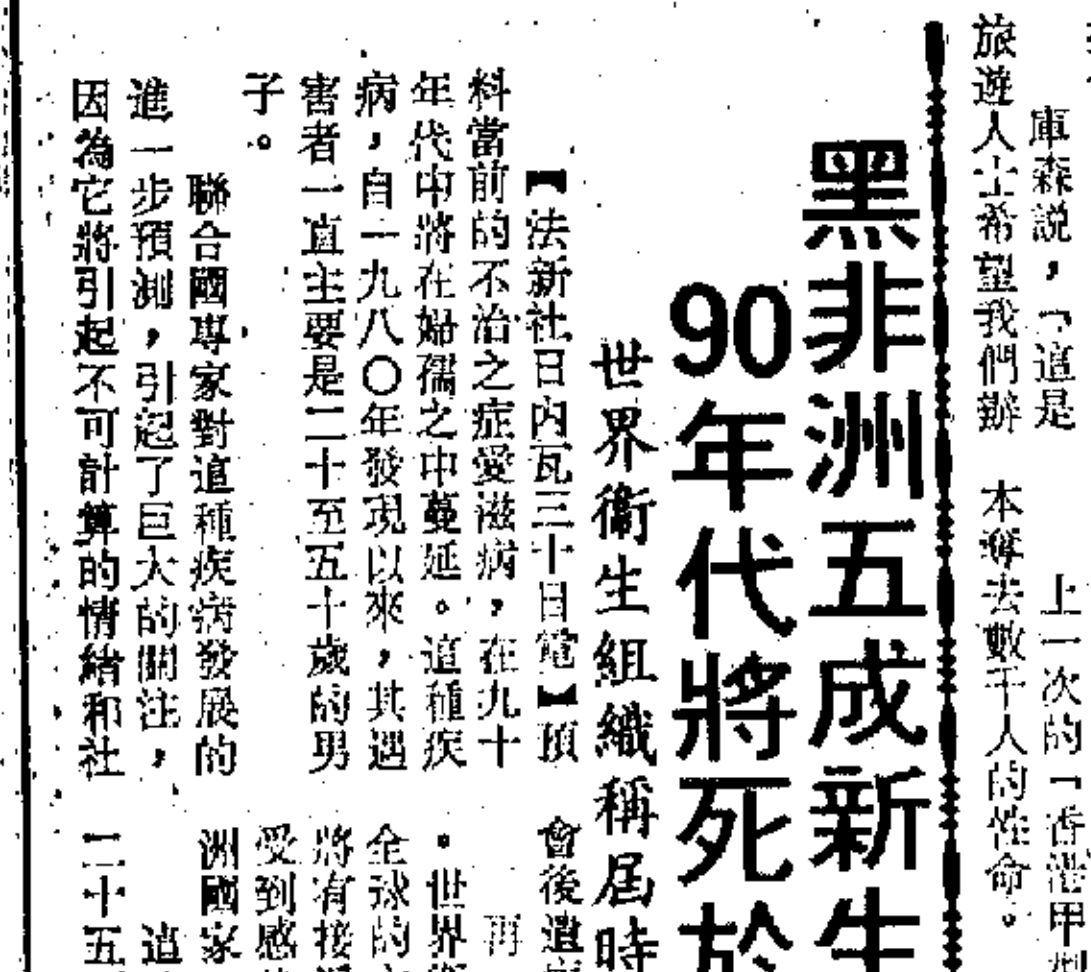 庫森説，「這是
旅遊人士希望我們辦
上一次的「香港甲型
本奪去數千人的性命。
黑非洲五成新生
90年代將死於
世界衞生組織稱屆時
【法新社日內瓦三十日電】預
料當前的不治之症愛滋病，在九十
年代中將在婦孺之中蔓延。這種疾
病，自一九八〇年發現以來，其遇
害者一直主要是二十至五十歲的男
子。
聯合國專家對這種疾病發展的
進一步預測，引起了巨大的關注，
因為它將引起不可計算的情緒和社
會後遺
再
。世界衞
全球的
將有接
受到感
洲國家
這
二十五